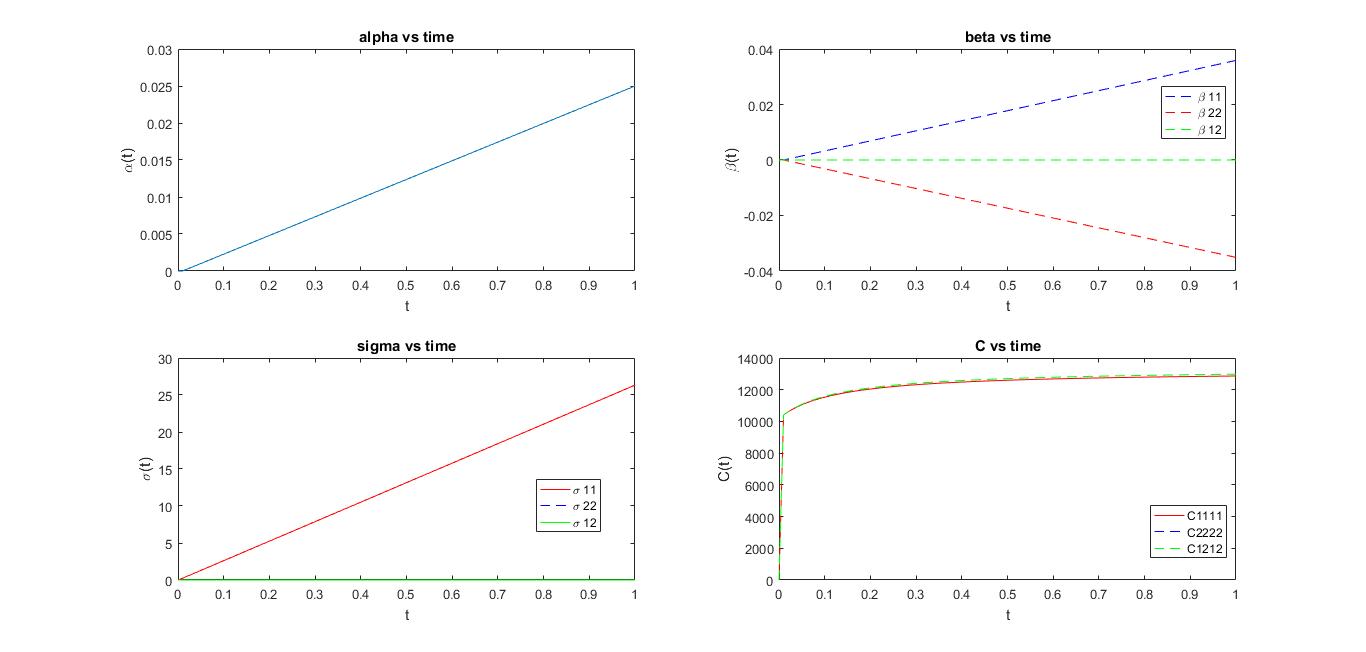 alpha vs time
0.03
0.025
0.02
0.015
0.01
0.005
0
α(t)
0 0.1 0.2 0.3 0.4 0.5 0.6 0.7 0.8 0.9 1
t
beta vs time
0.04
0.02
0
-0.02
-0.04
β(t)
β 11
β 22
β 12
0 0.1 0.2 0.3 0.4 0.5 0.6 0.7 0.8 0.9 1
t
sigma vs time
30
25
20
15
10
5
0
σ(t)
σ 11
σ 22
σ 12
0 0.1 0.2 0.3 0.4 0.5 0.6 0.7 0.8 0.9 1
t
C vs time
14000
12000
10000
8000
6000
4000
2000
0
C(t)
C1111
C2222
C1212
0 0.1 0.2 0.3 0.4 0.5 0.6 0.7 0.8 0.9 1
t